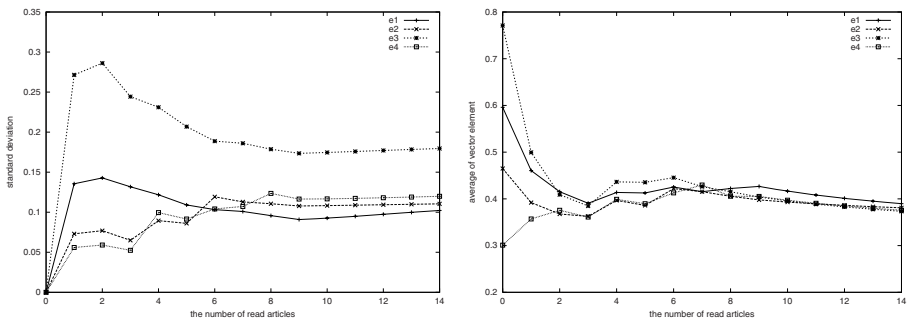 0.35
0.3
0.25
0.2
0.15
0.1
0.05
0
standard deviation
0 2 4 6 8 10 12 14
the number of read articles
e1
e2
e3
e4
0.8
0.7
0.6
0.5
0.4
0.3
0.2
average of vector element
0 2 4 6 8 10 12 14
the number of read articles
e1
e2
e3
e4